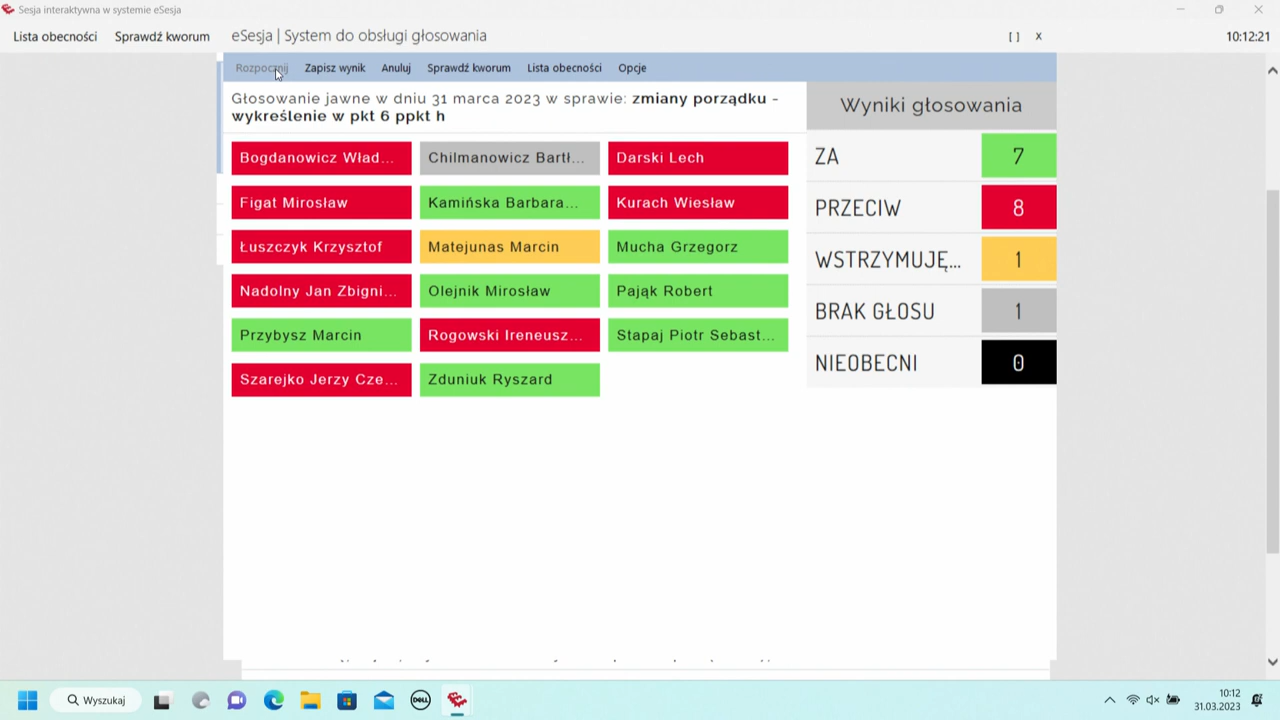 Sesja interaktywna w systemie eSesja
Lista obecności Sprawdź kworum eSesja | System do obsługi głosowania [ ] x 10:12:21
Rozpocznij Zapisz wynik Anuluj Sprawdź kworum Lista obecności Opcje
Głosowanie jawne w dniu 31 marca 2023 w sprawie: zmiany porządku -
wykreślenie w pkt 6 ppkt h
Wyniki głosowania
Bogdanowicz Wład... Chilmanowicz Bartł... Darski Lech
Figat Mirosław Kamińska Barbara... Kurach Wiesław
Łuszczyk Krzysztof Matejunas Marcin Mucha Grzegorz
Nadolny Jan Zbigni... Olejnik Mirosław Pająk Robert
Przybysz Marcin Rogowski Ireneusz... Stapaj Piotr Sebast...
Szarejko Jerzy Cze... Zduniuk Ryszard
ZA 7
PRZECIW 8
WSTRZYMUJĘ... 1
BRAK GŁOSU 1
NIEOBECNI 0
Wyszukaj
DELL
10:12
31.03.2023